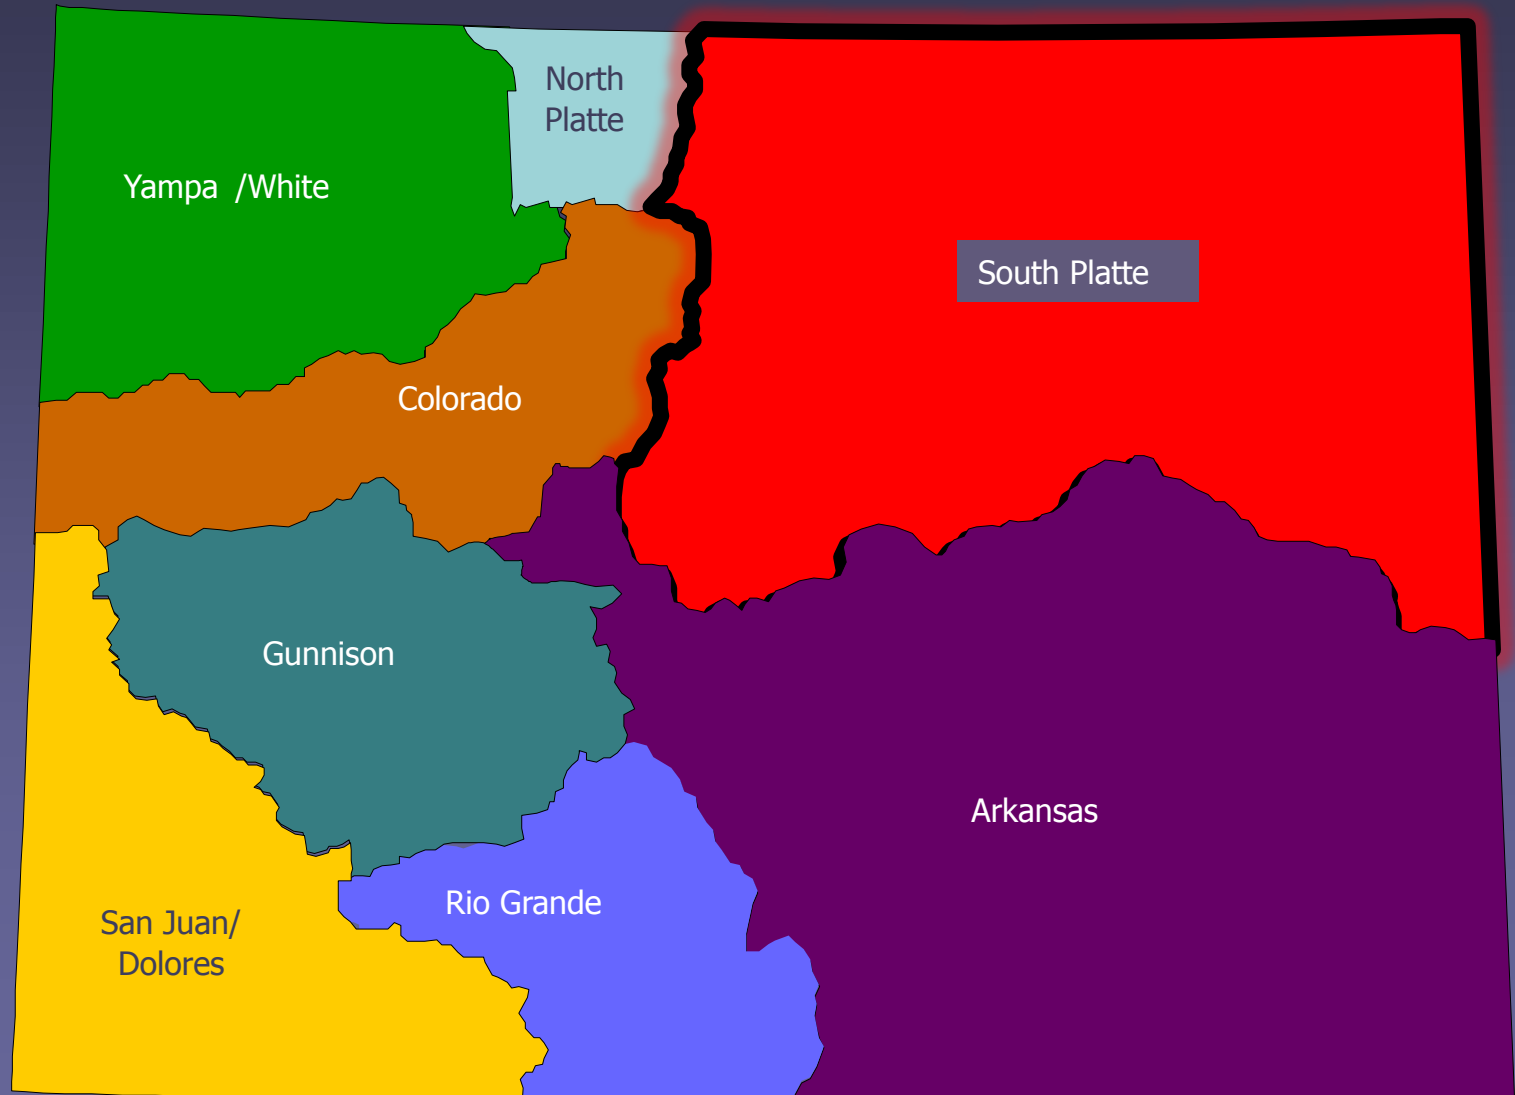 North
Platte
Yampa /White
South Platte
Colorado
Gunnison
Arkansas
Rio Grande
San Juan/
Dolores